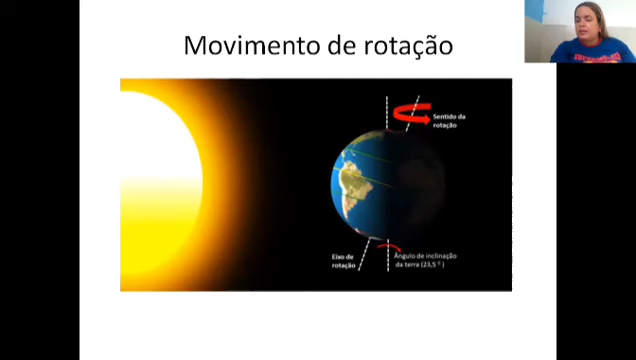 Movimento de rotação
Sentido da
rotação
Eixo de
rotação
Ângulo de inclinação
da terra (23,5 º )